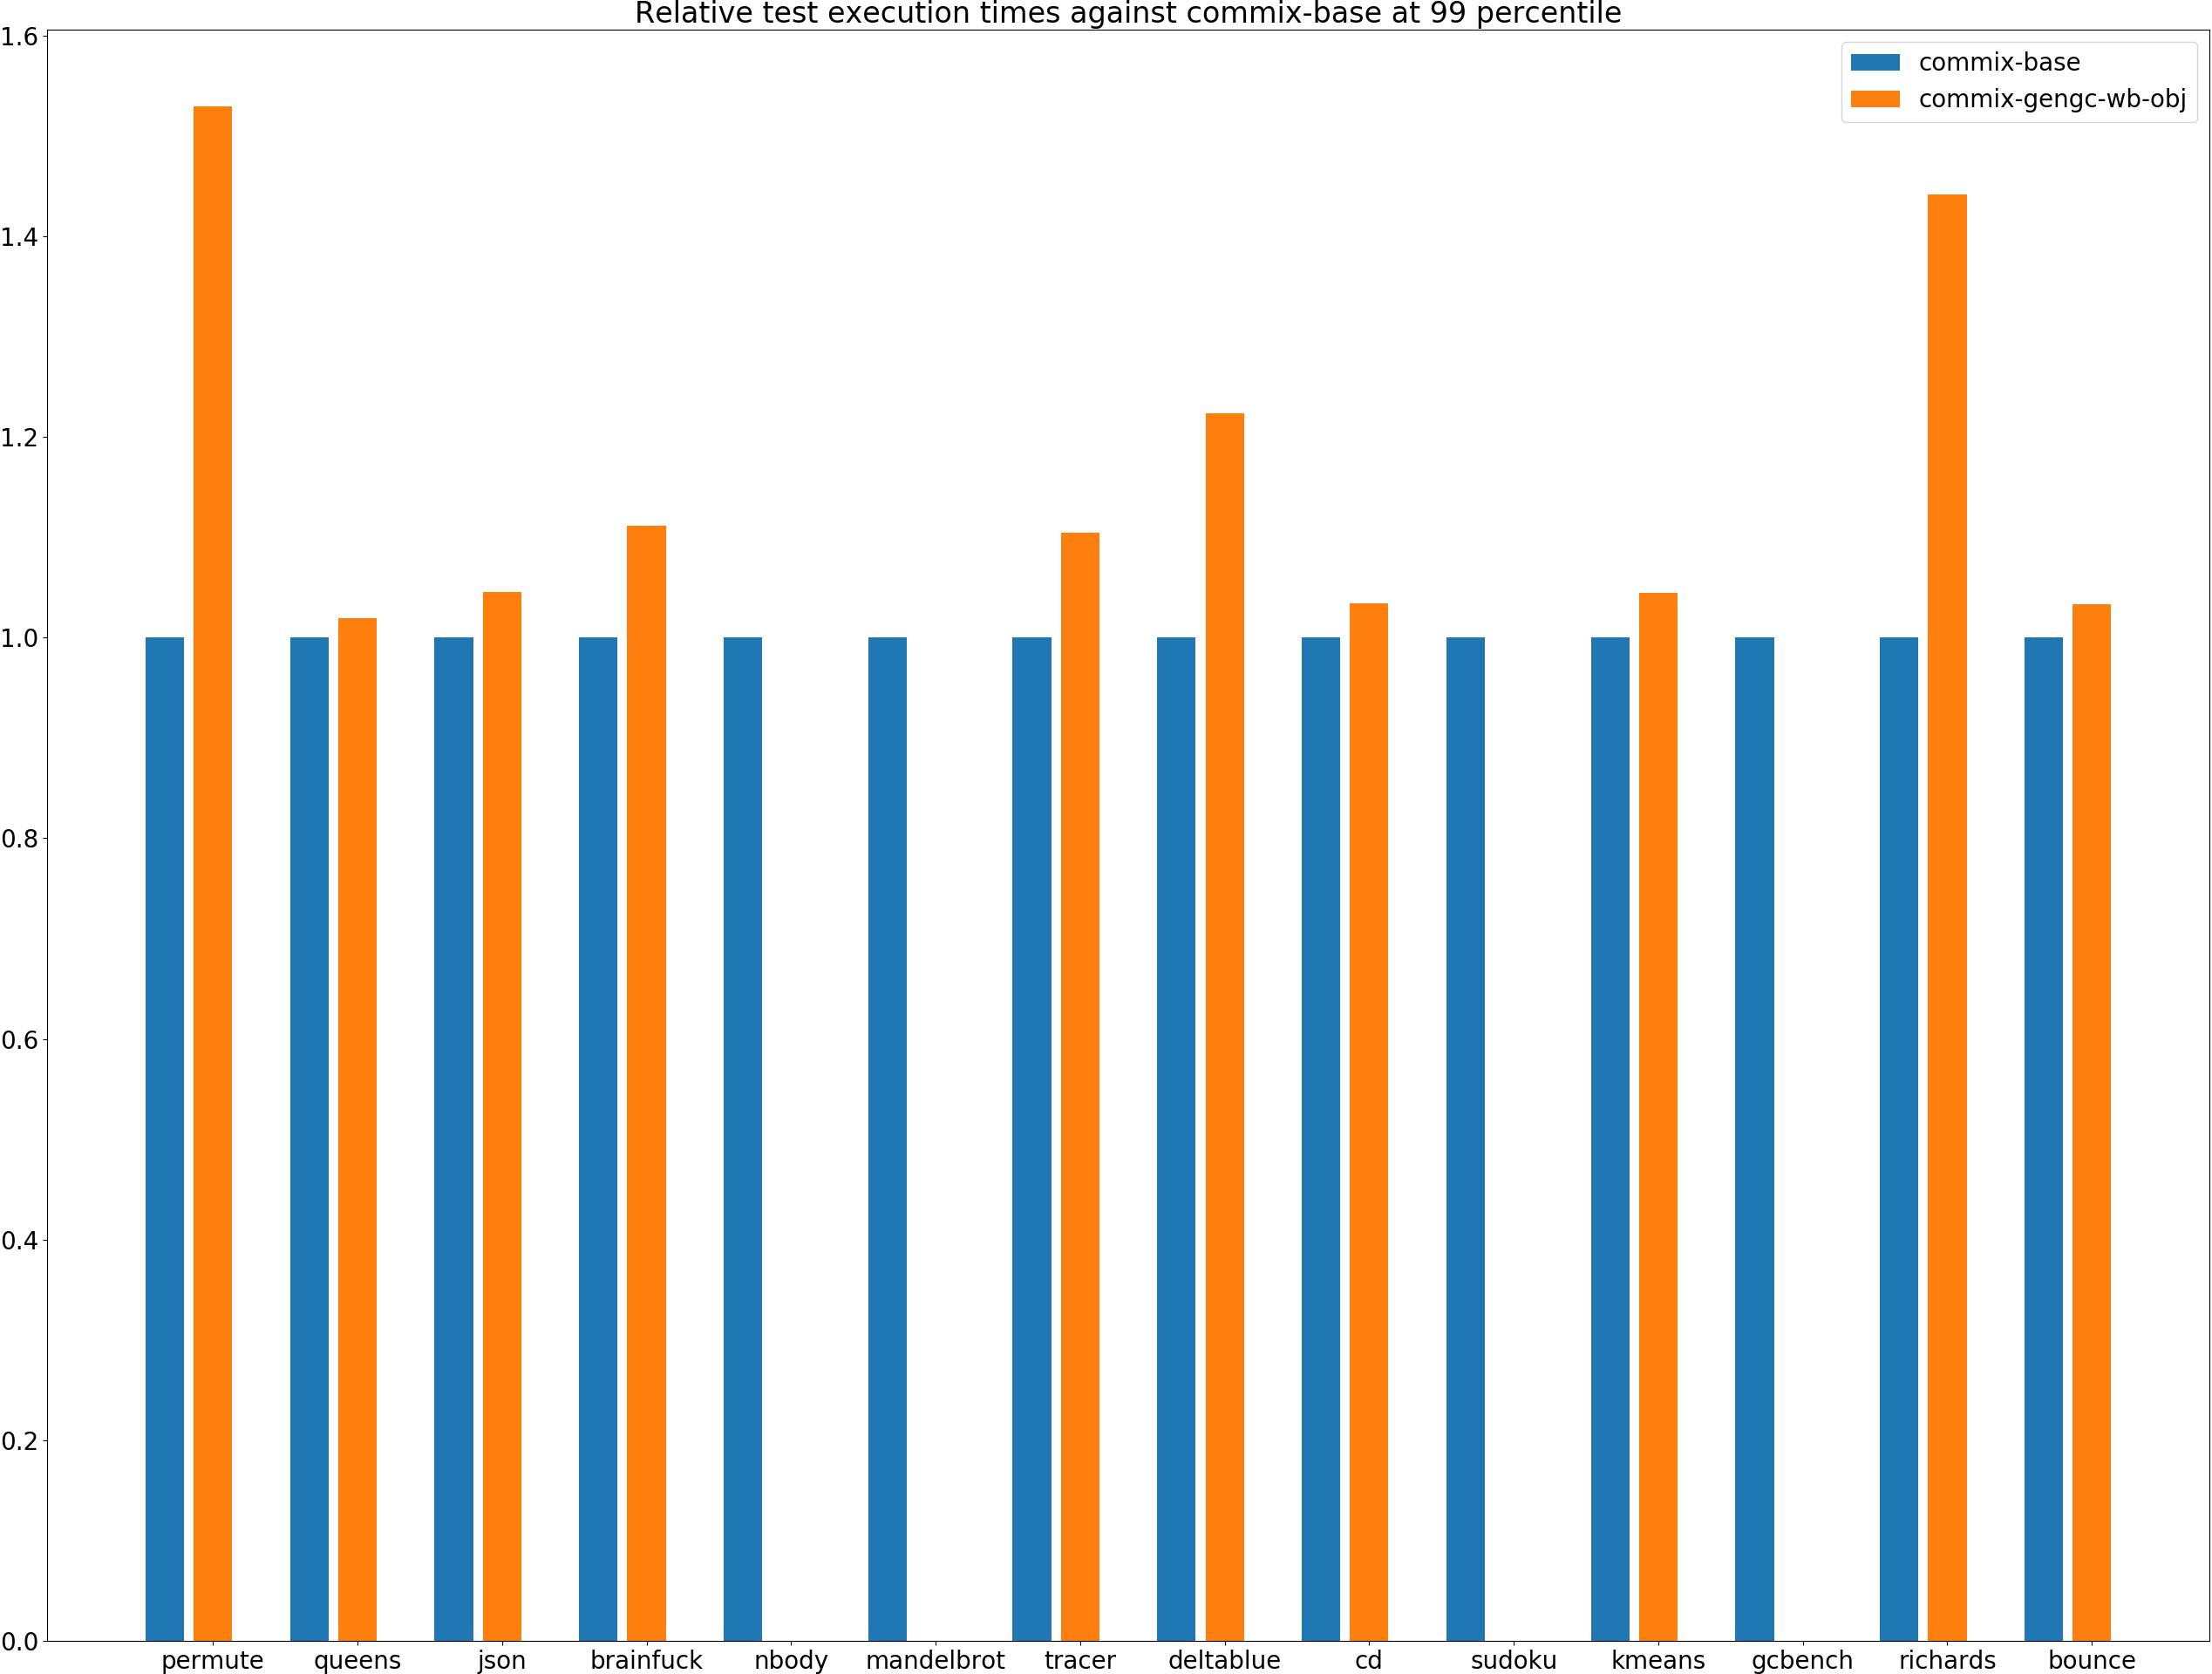 Relative test execution times against commix-base at 99 percentile
commix-base
commix-gengc-wb-obj
1.6
1.4
1.2
1.0
0.8
0.6
0.4
0.2
0.0
permute queens json brainfuck nbody mandelbrot tracer deltablue cd sudoku kmeans gcbench richards bounce